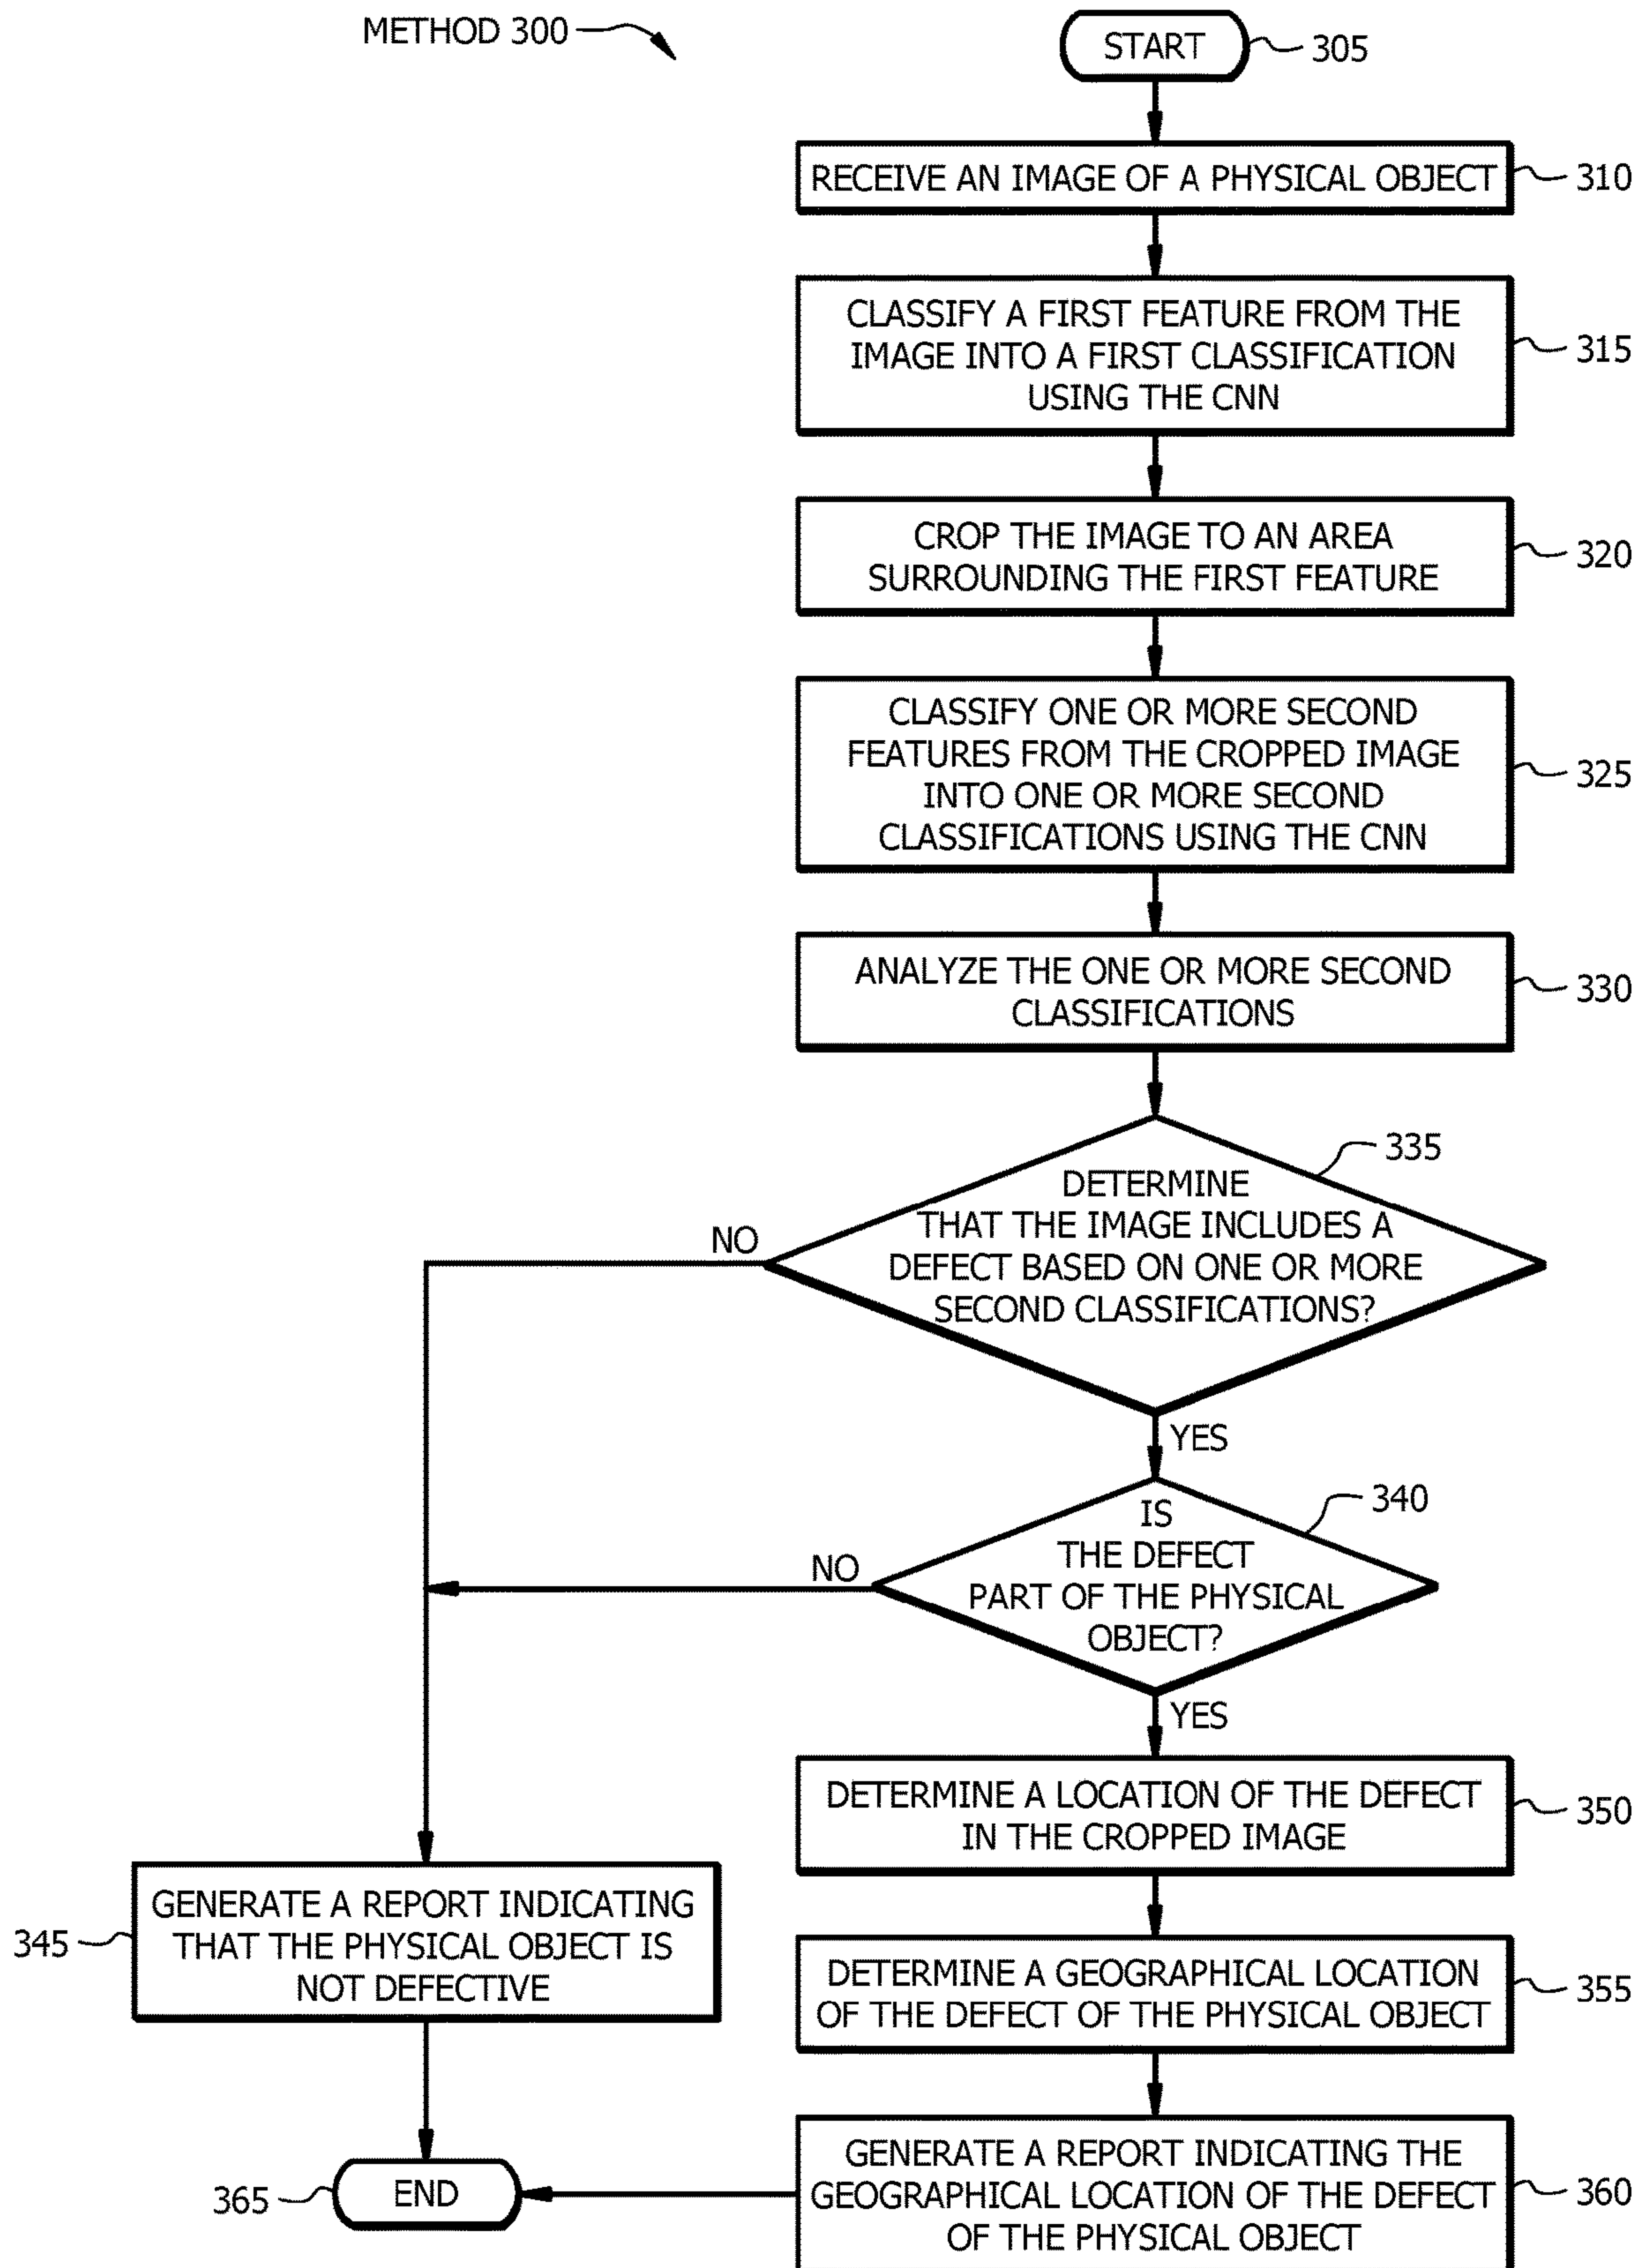 METHOD 300
START
305
RECEIVE AN IMAGE OF A PHYSICAL OBJECT
310
CLASSIFY A FIRST FEATURE FROM THE
IMAGE INTO A FIRST CLASSIFICATION
USING THE CNN
315
CROP THE IMAGE TO AN AREA
SURROUNDING THE FIRST FEATURE
320
CLASSIFY ONE OR MORE SECOND
FEATURES FROM THE CROPPED IMAGE
INTO ONE OR MORE SECOND
CLASSIFICATIONS USING THE CNN
325
ANALYZE THE ONE OR MORE SECOND
CLASSIFICATIONS
330
335
DETERMINE
THAT THE IMAGE INCLUDES A
DEFECT BASED ON ONE OR MORE
SECOND CLASSIFICATIONS?
NO
YES
340
IS
THE DEFECT
PART OF THE PHYSICAL
OBJECT?
NO
YES
DETERMINE A LOCATION OF THE DEFECT
IN THE CROPPED IMAGE
350
GENERATE A REPORT INDICATING
THAT THE PHYSICAL OBJECT IS
NOT DEFECTIVE
345
DETERMINE A GEOGRAPHICAL LOCATION
OF THE DEFECT OF THE PHYSICAL OBJECT
355
GENERATE A REPORT INDICATING THE
GEOGRAPHICAL LOCATION OF THE DEFECT
OF THE PHYSICAL OBJECT
360
END
365